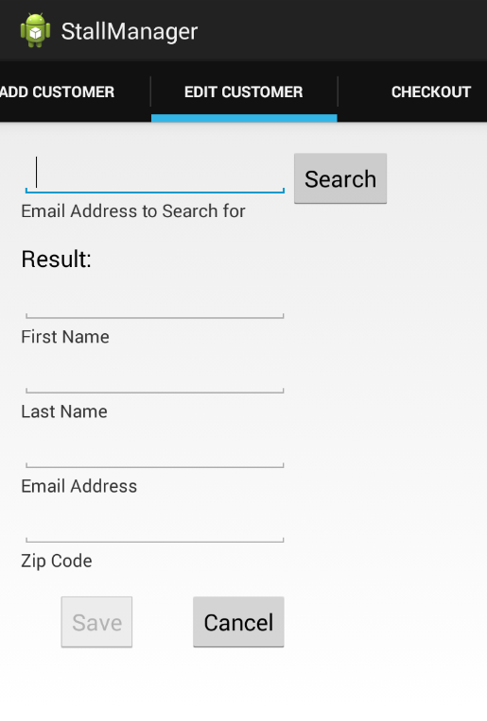 StallManager
ADD CUSTOMER EDIT CUSTOMER CHECKOUT
Search
Email Address to Search for
Result:
First Name
Last Name
Email Address
Zip Code
Save Cancel